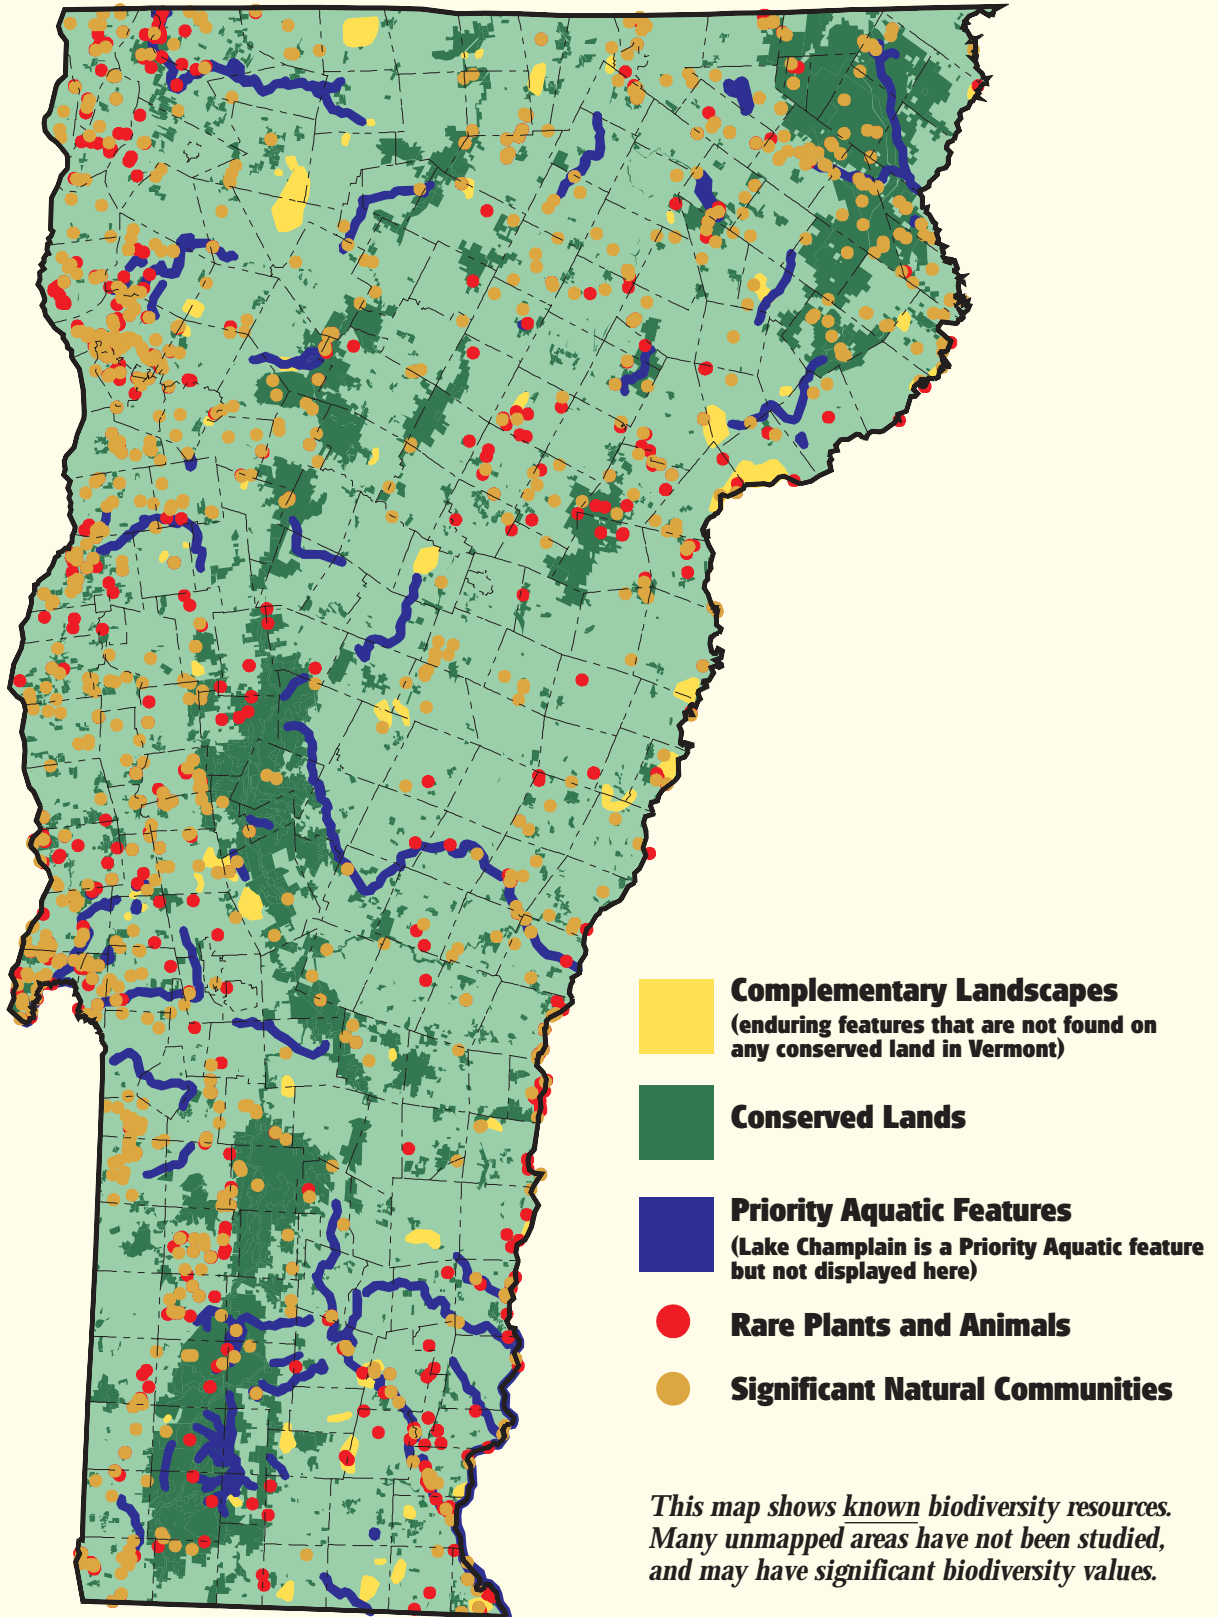 Complementary Landscapes
(enduring features that are not found on
any conserved land in Vermont)
Conserved Lands
Priority Aquatic Features
(Lake Champlain is a Priority Aquatic feature
but not displayed here)
Rare Plants and Animals
Significant Natural Communities
This map shows known biodiversity resources.
Many unmapped areas have not been studied,
and may have significant biodiversity values.